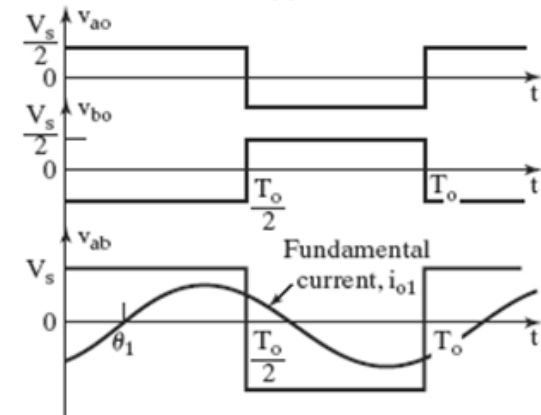 V_s/2 v_ao
0
t
V_s/2 v_bo
0
T_o/2 T_o t
v_ab
V_s Fundamental
current, i_o1
0
θ_1 T_o/2 T_o t